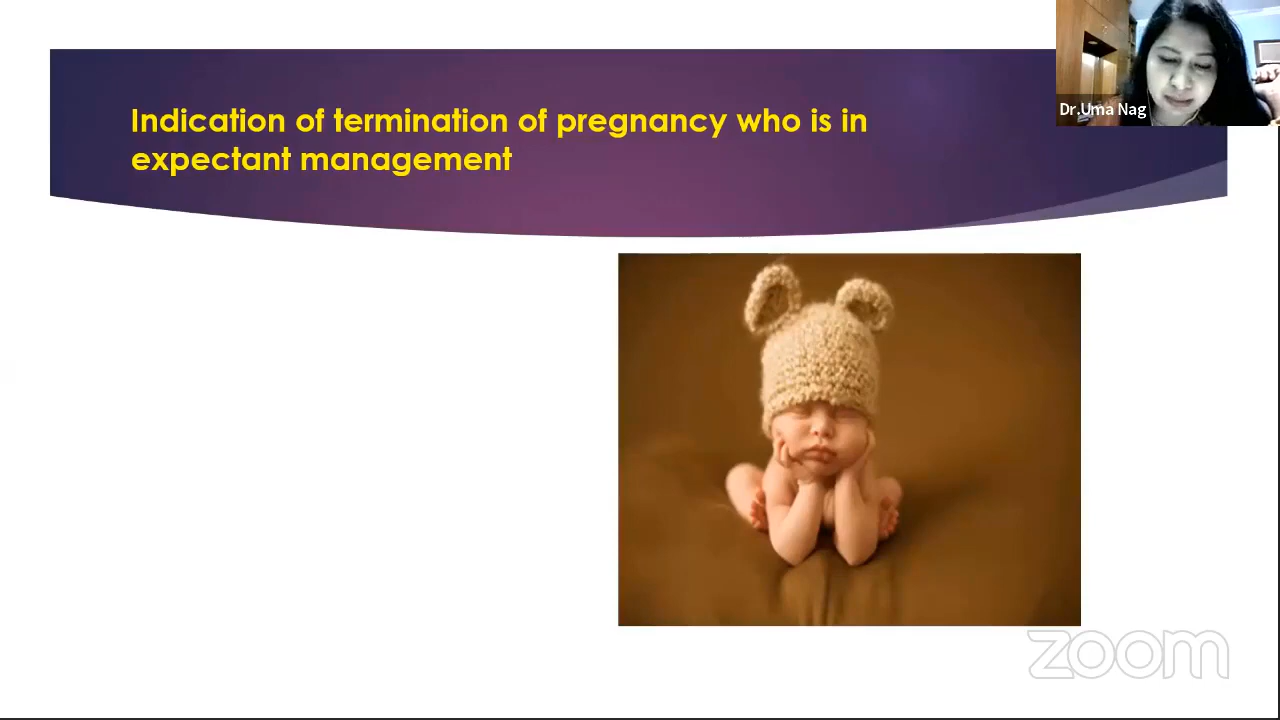 Indication of termination of pregnancy who is in
expectant management
Dr.Uma Nag
zoom